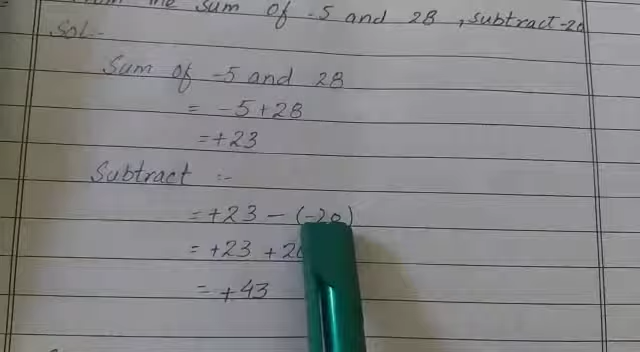 the sum of -5 and 28, subtract-20
Sol.-
Sum of -5 and 28
= -5+28
=+23
Subtract :-
=+23-(-20)
=+23+20
=+43